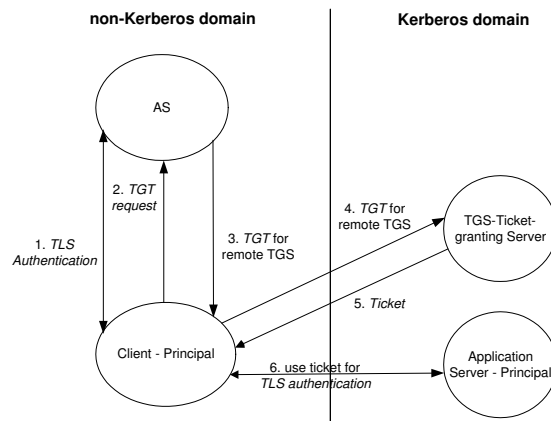 non-Kerberos domain
Kerberos domain
AS
2. TGT
request
1. TLS
Authentication
3. TGT for
remote TGS
4. TGT for
remote TGS
TGS-Ticket-
granting Server
5. Ticket
Client - Principal
6. use ticket for
TLS authentication
Application
Server - Principal